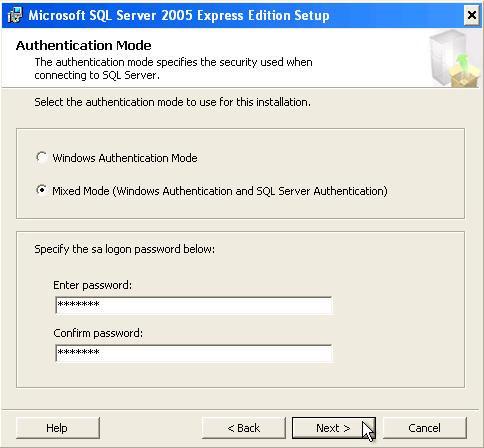 Microsoft SQL Server 2005 Express Edition Setup
Authentication Mode
The authentication mode specifies the security used when
connecting to SQL Server.
Select the authentication mode to use for this installation.
Windows Authentication Mode
Mixed Mode (Windows Authentication and SQL Server Authentication)
Specify the sa logon password below:
Enter password:
*******
Confirm password:
*******
Help
< Back
Next >
Cancel